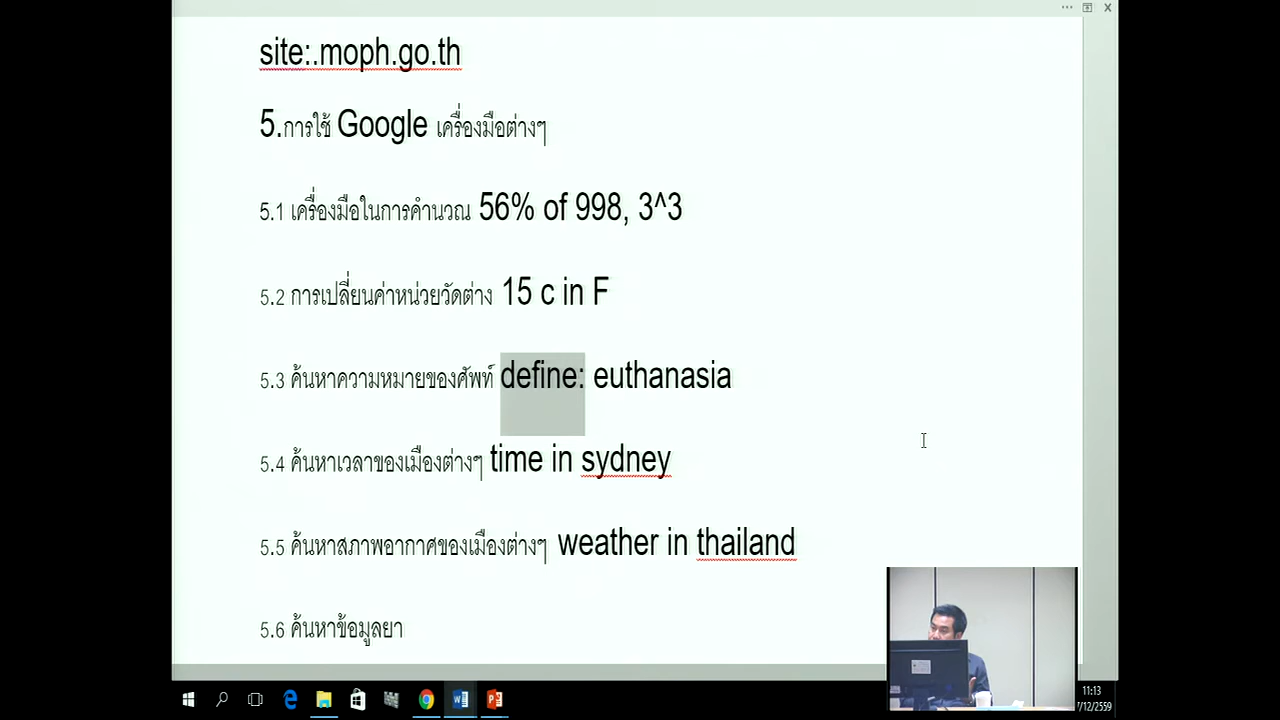 site:.moph.go.th
5.การใช้ Google เครื่องมือต่างๆ
5.1 เครื่องมือในการคำนวณ 56% of 998, 3^3
5.2 การเปลี่ยนค่าหน่วยวัดต่าง 15 c in F
5.3 ค้นหาความหมายของศัพท์ define: euthanasia
5.4 ค้นหาเวลาของเมืองต่างๆ time in sydney
5.5 ค้นหาสภาพอากาศของเมืองต่างๆ weather in thailand
5.6 ค้นหาข้อมูลยา
11:13
7/12/2559